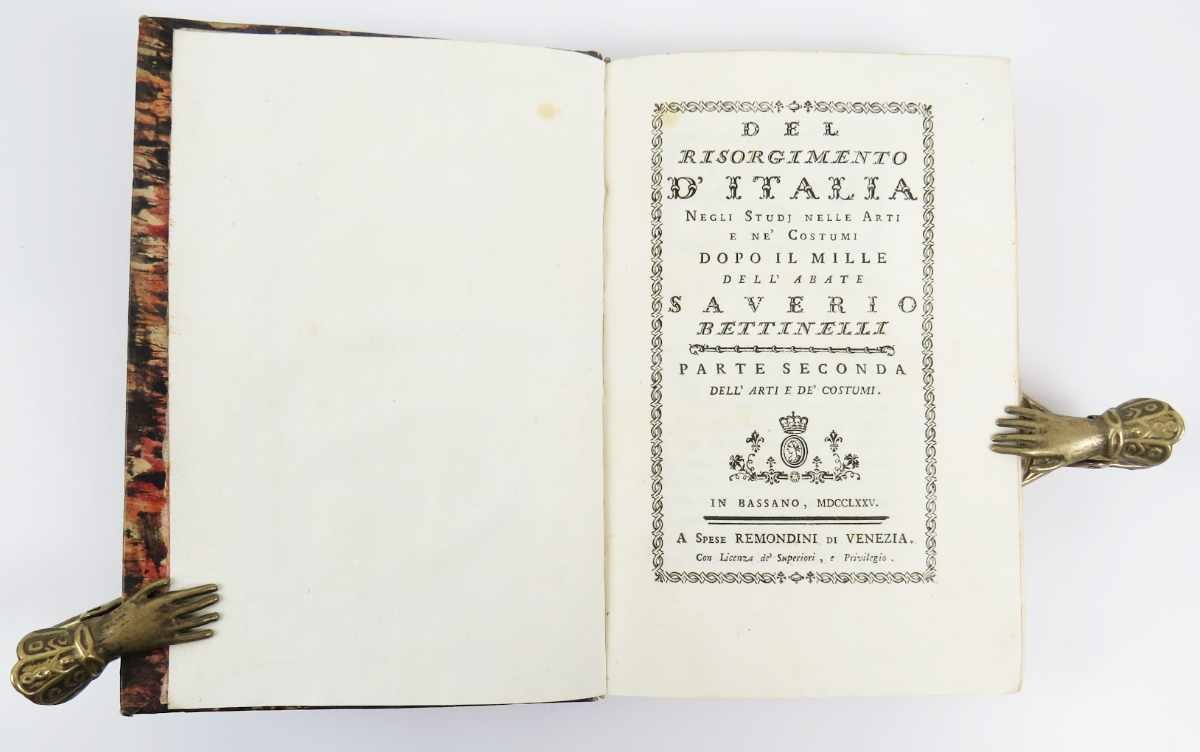 DEL
RISORGIMENTO
D'ITALIA
NEGLI STUDJ NELLE ARTI
E NE' COSTUMI
DOPO IL MILLE
DELL' ABATE
SAVERIO
BETTINELLI
PARTE SECONDA
DELL' ARTI E DE' COSTUMI.
IN BASSANO, MDCCLXXV.
A SPESE REMONDINI DI VENEZIA.
Con Licenza de' Superiori, e Privilegio.